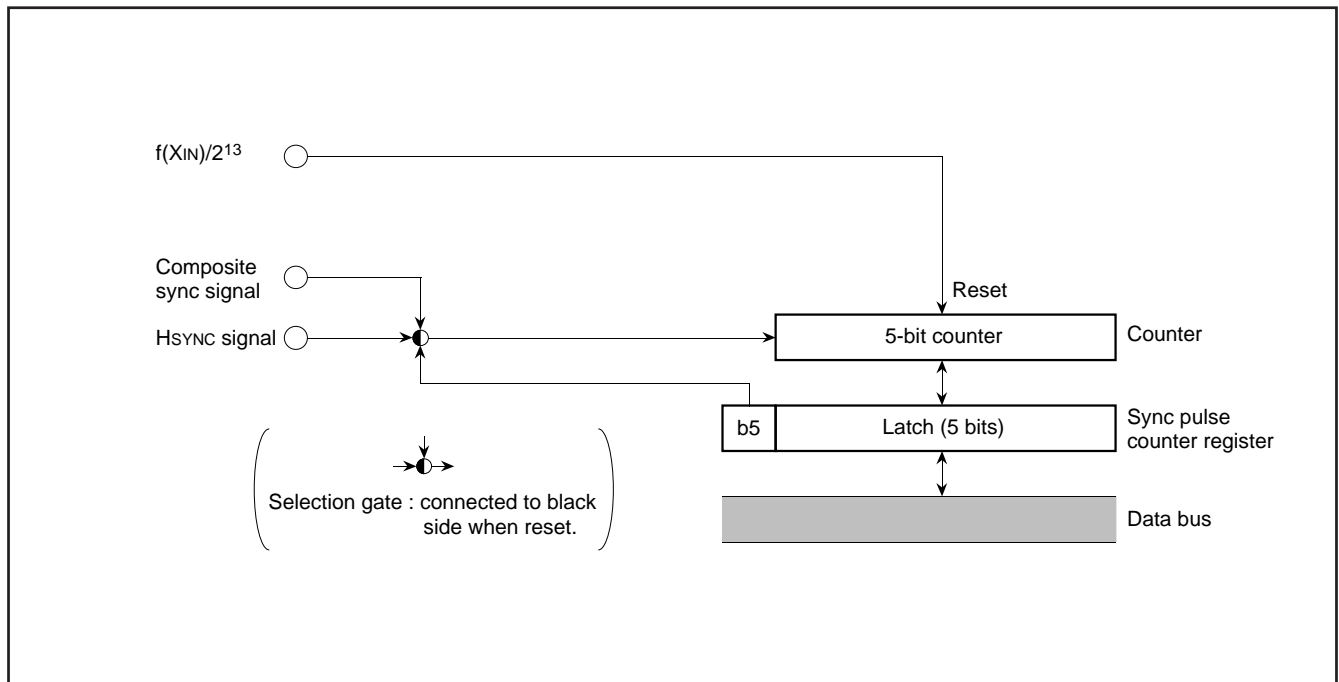 f(XIN)/2¹³
Composite
sync signal
HSYNC signal
Reset
5-bit counter
Counter
b5
Latch (5 bits)
Sync pulse
counter register
Selection gate : connected to black
side when reset.
Data bus